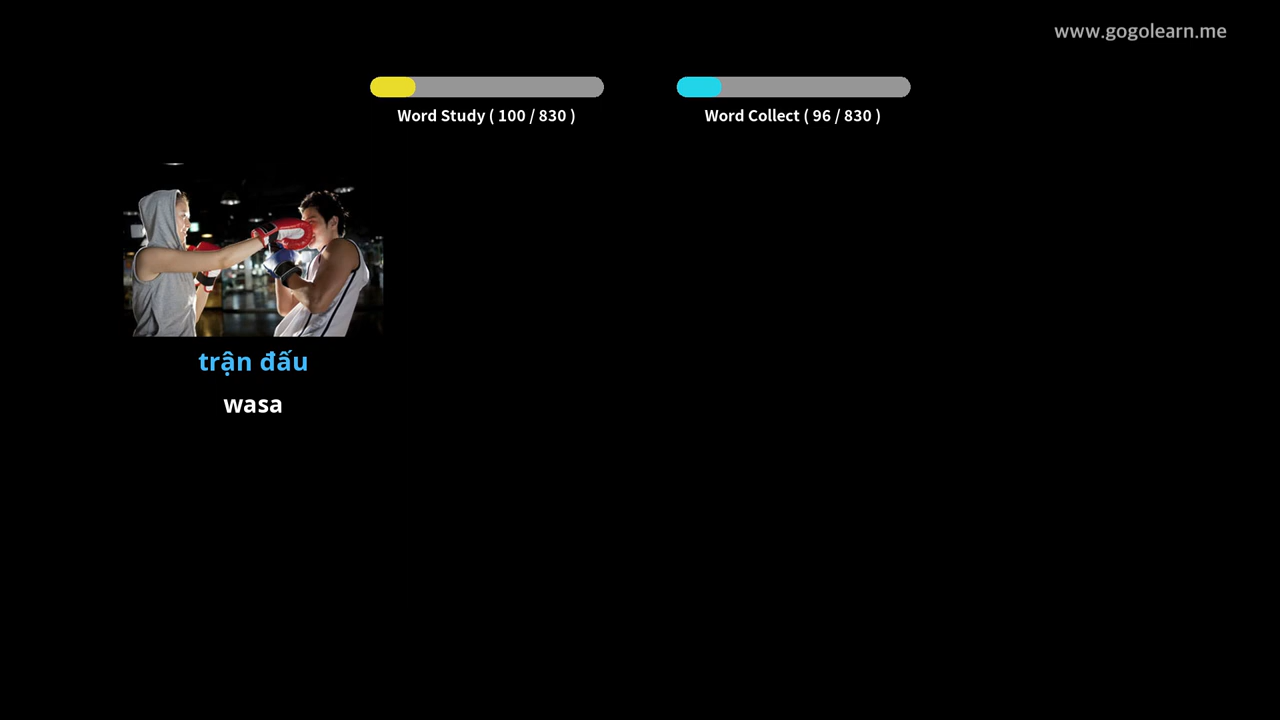 www.gogolearn.me
Word Study ( 100 / 830 )
Word Collect ( 96 / 830 )
trận đấu
wasa